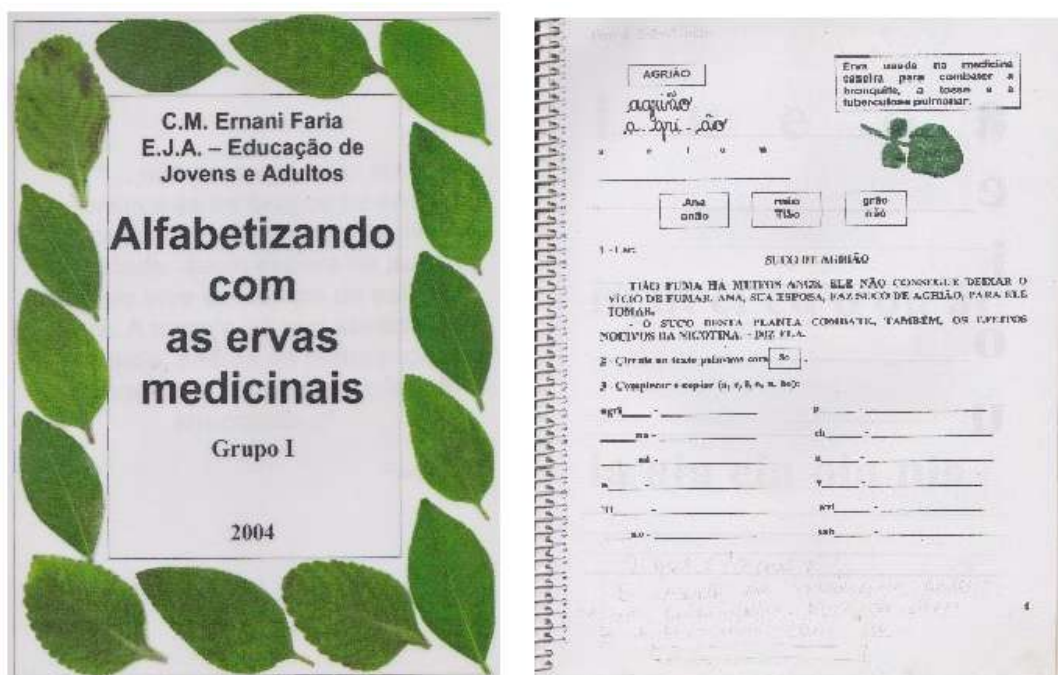 C.M. Ernani Faria
E.J.A. – Educação de
Jovens e Adultos
Alfabetizando
com
as ervas
medicinais
Grupo I
2004
AGRIÃO
agrião
a - gri - ão
Erva usada na medicina
caseira para combater a
bronquite, a tosse e a
tuberculose pulmonar.
a e i o u
Ana
anão
Tião
grão
não
1 - Ler:
SUCO DE AGRIÃO
TIÃO FUMA HÁ MUITOS ANOS. ELE NÃO CONSEGUE DEIXAR O
VÍCIO DE FUMAR. ANA, SUA ESPOSA, FAZ SUCO DE AGRIÃO, PARA ELE
TOMAR.
- O SUCO DESTA PLANTA COMBATE, TAMBÉM, OS EFEITOS
NOCIVOS DA NICOTINA. - DIZ ELA.
2 - Circule no texto palavras com ão
3 - Completar e copiar (a, e, i, o, u, ão):
agri____ - p____ -
____na -